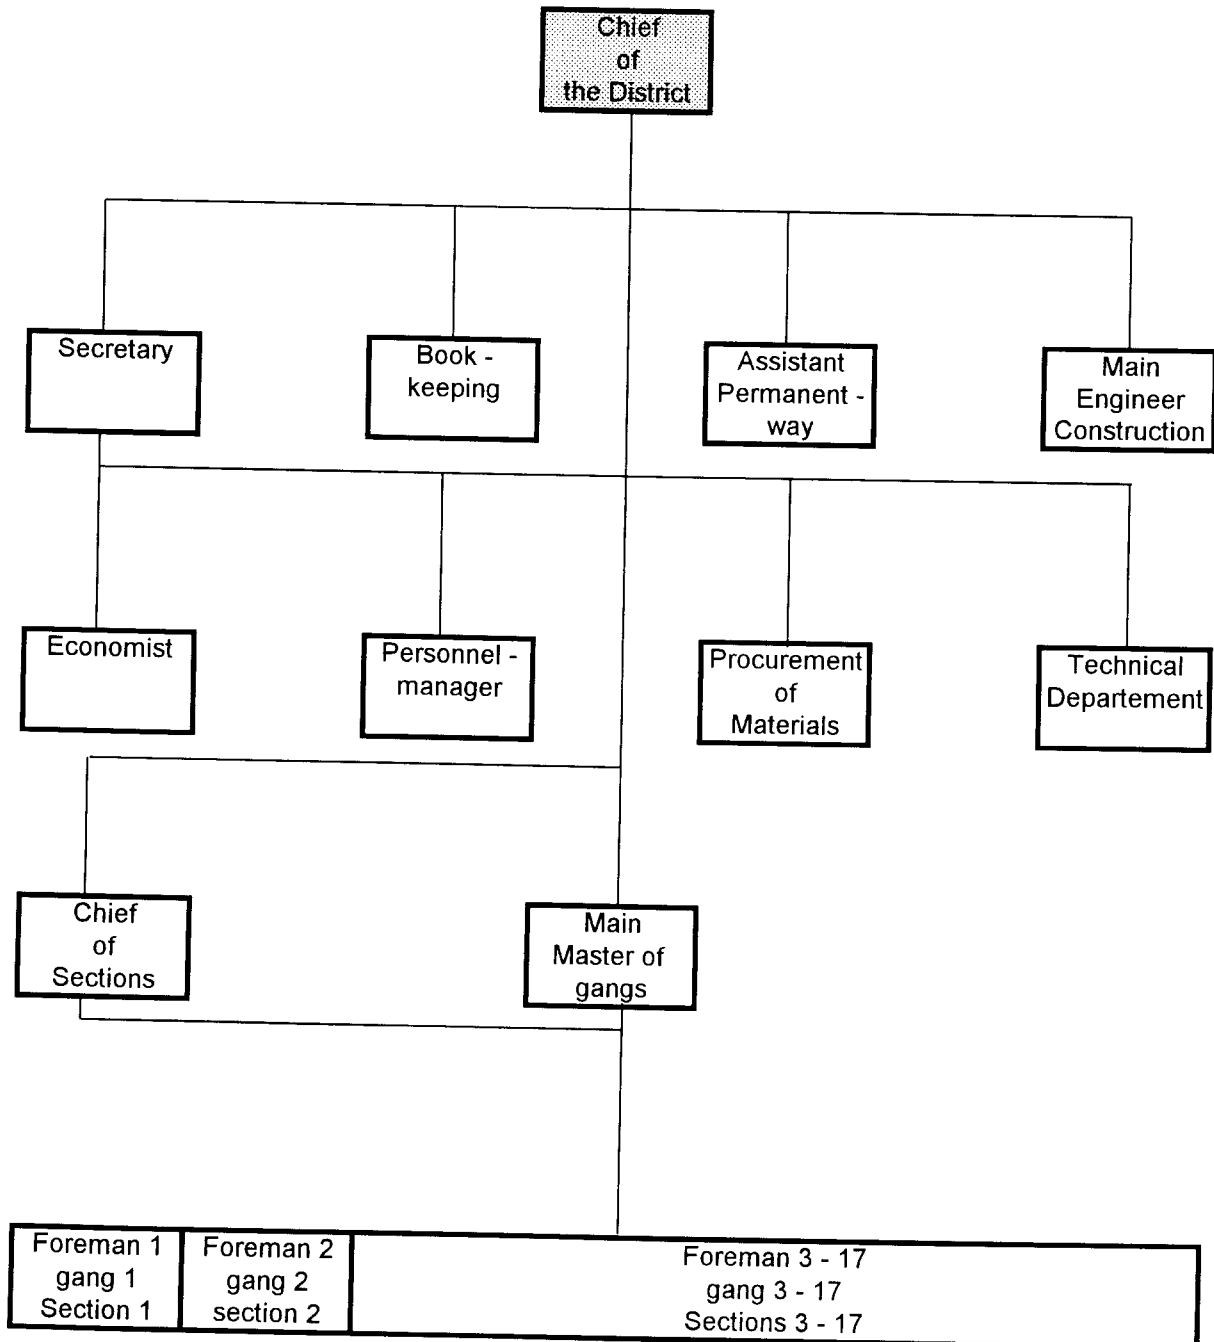 Chief
of
the District
Secretary
Book -
keeping
Assistant
Permanent -
way
Main
Engineer
Construction
Economist
Personnel -
manager
Procurement
of
Materials
Technical
Departement
Chief
of
Sections
Main
Master of
gangs
Foreman 1
gang 1
Section 1
Foreman 2
gang 2
section 2
Foreman 3 - 17
gang 3 - 17
Sections 3 - 17